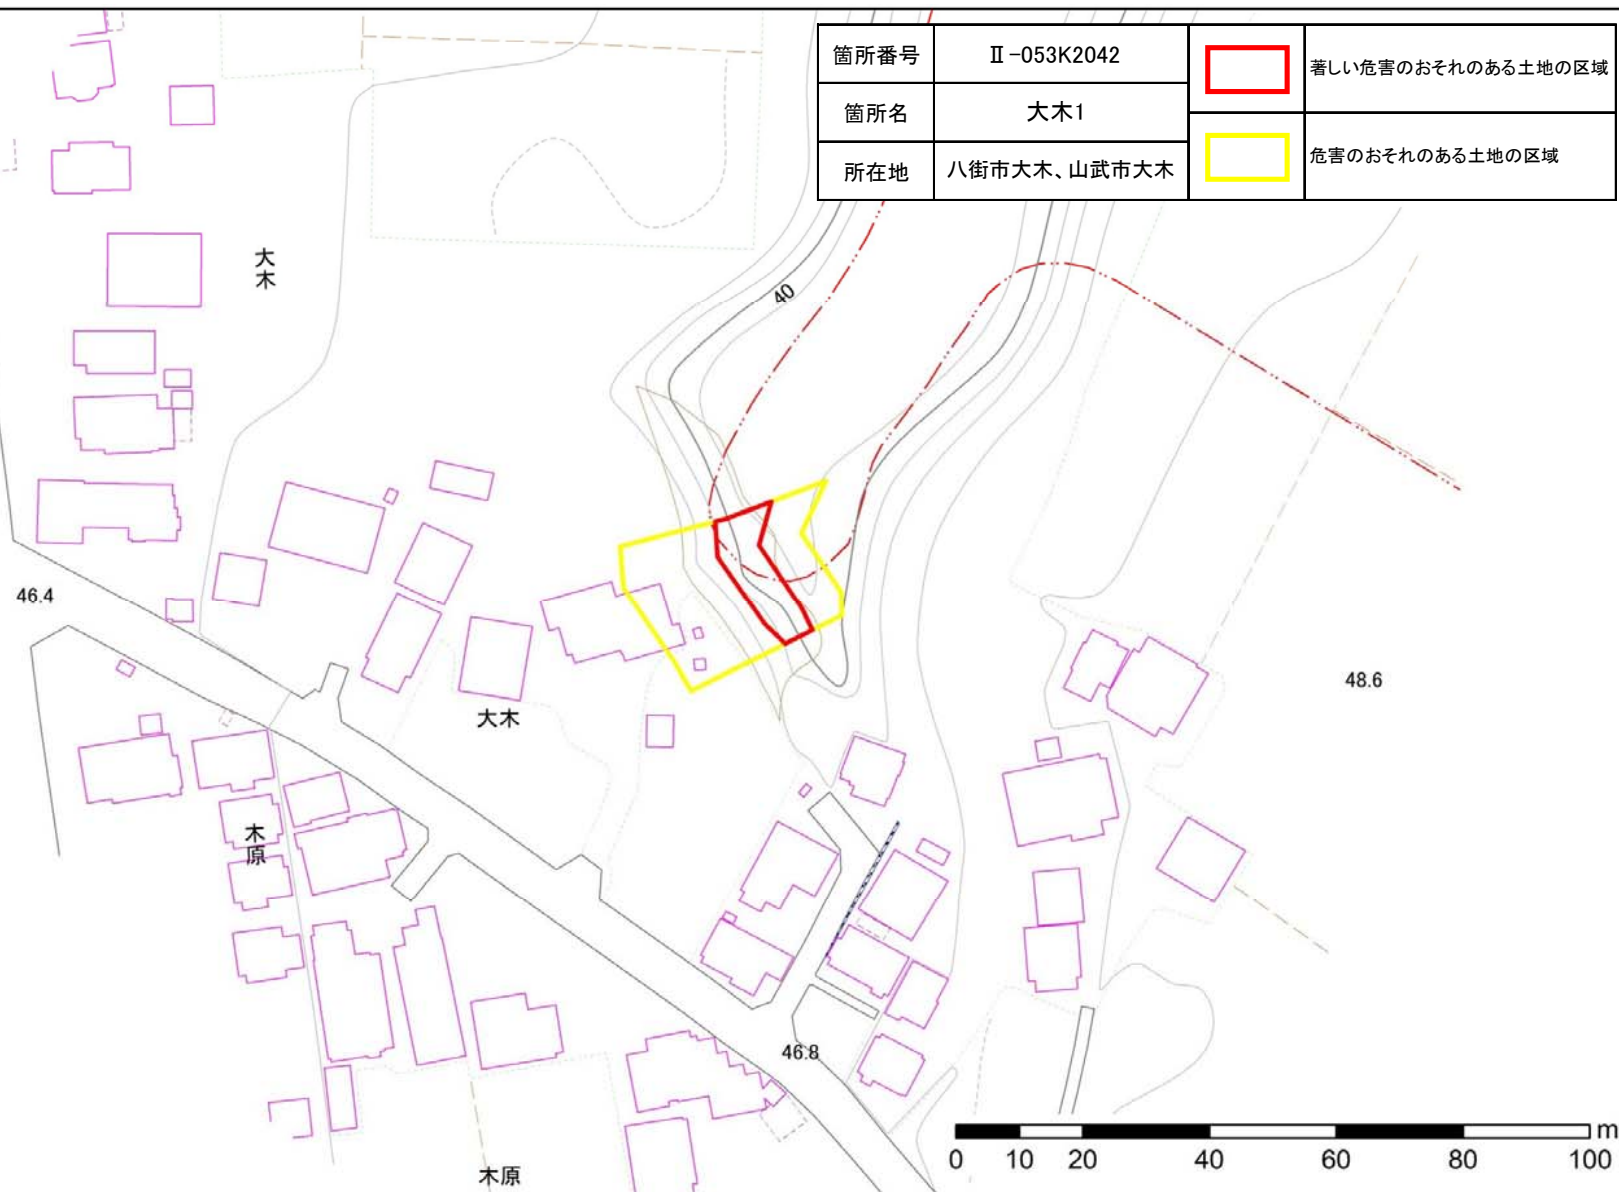 箇所番号 Ⅱ-053K2042
著しい危害のおそれのある土地の区域
箇所名 大木1
危害のおそれのある土地の区域
所在地 八街市大木、山武市大木
大木
40
46.4
48.6
大木
木原
46.8
木原
m
0 10 20 40 60 80 100